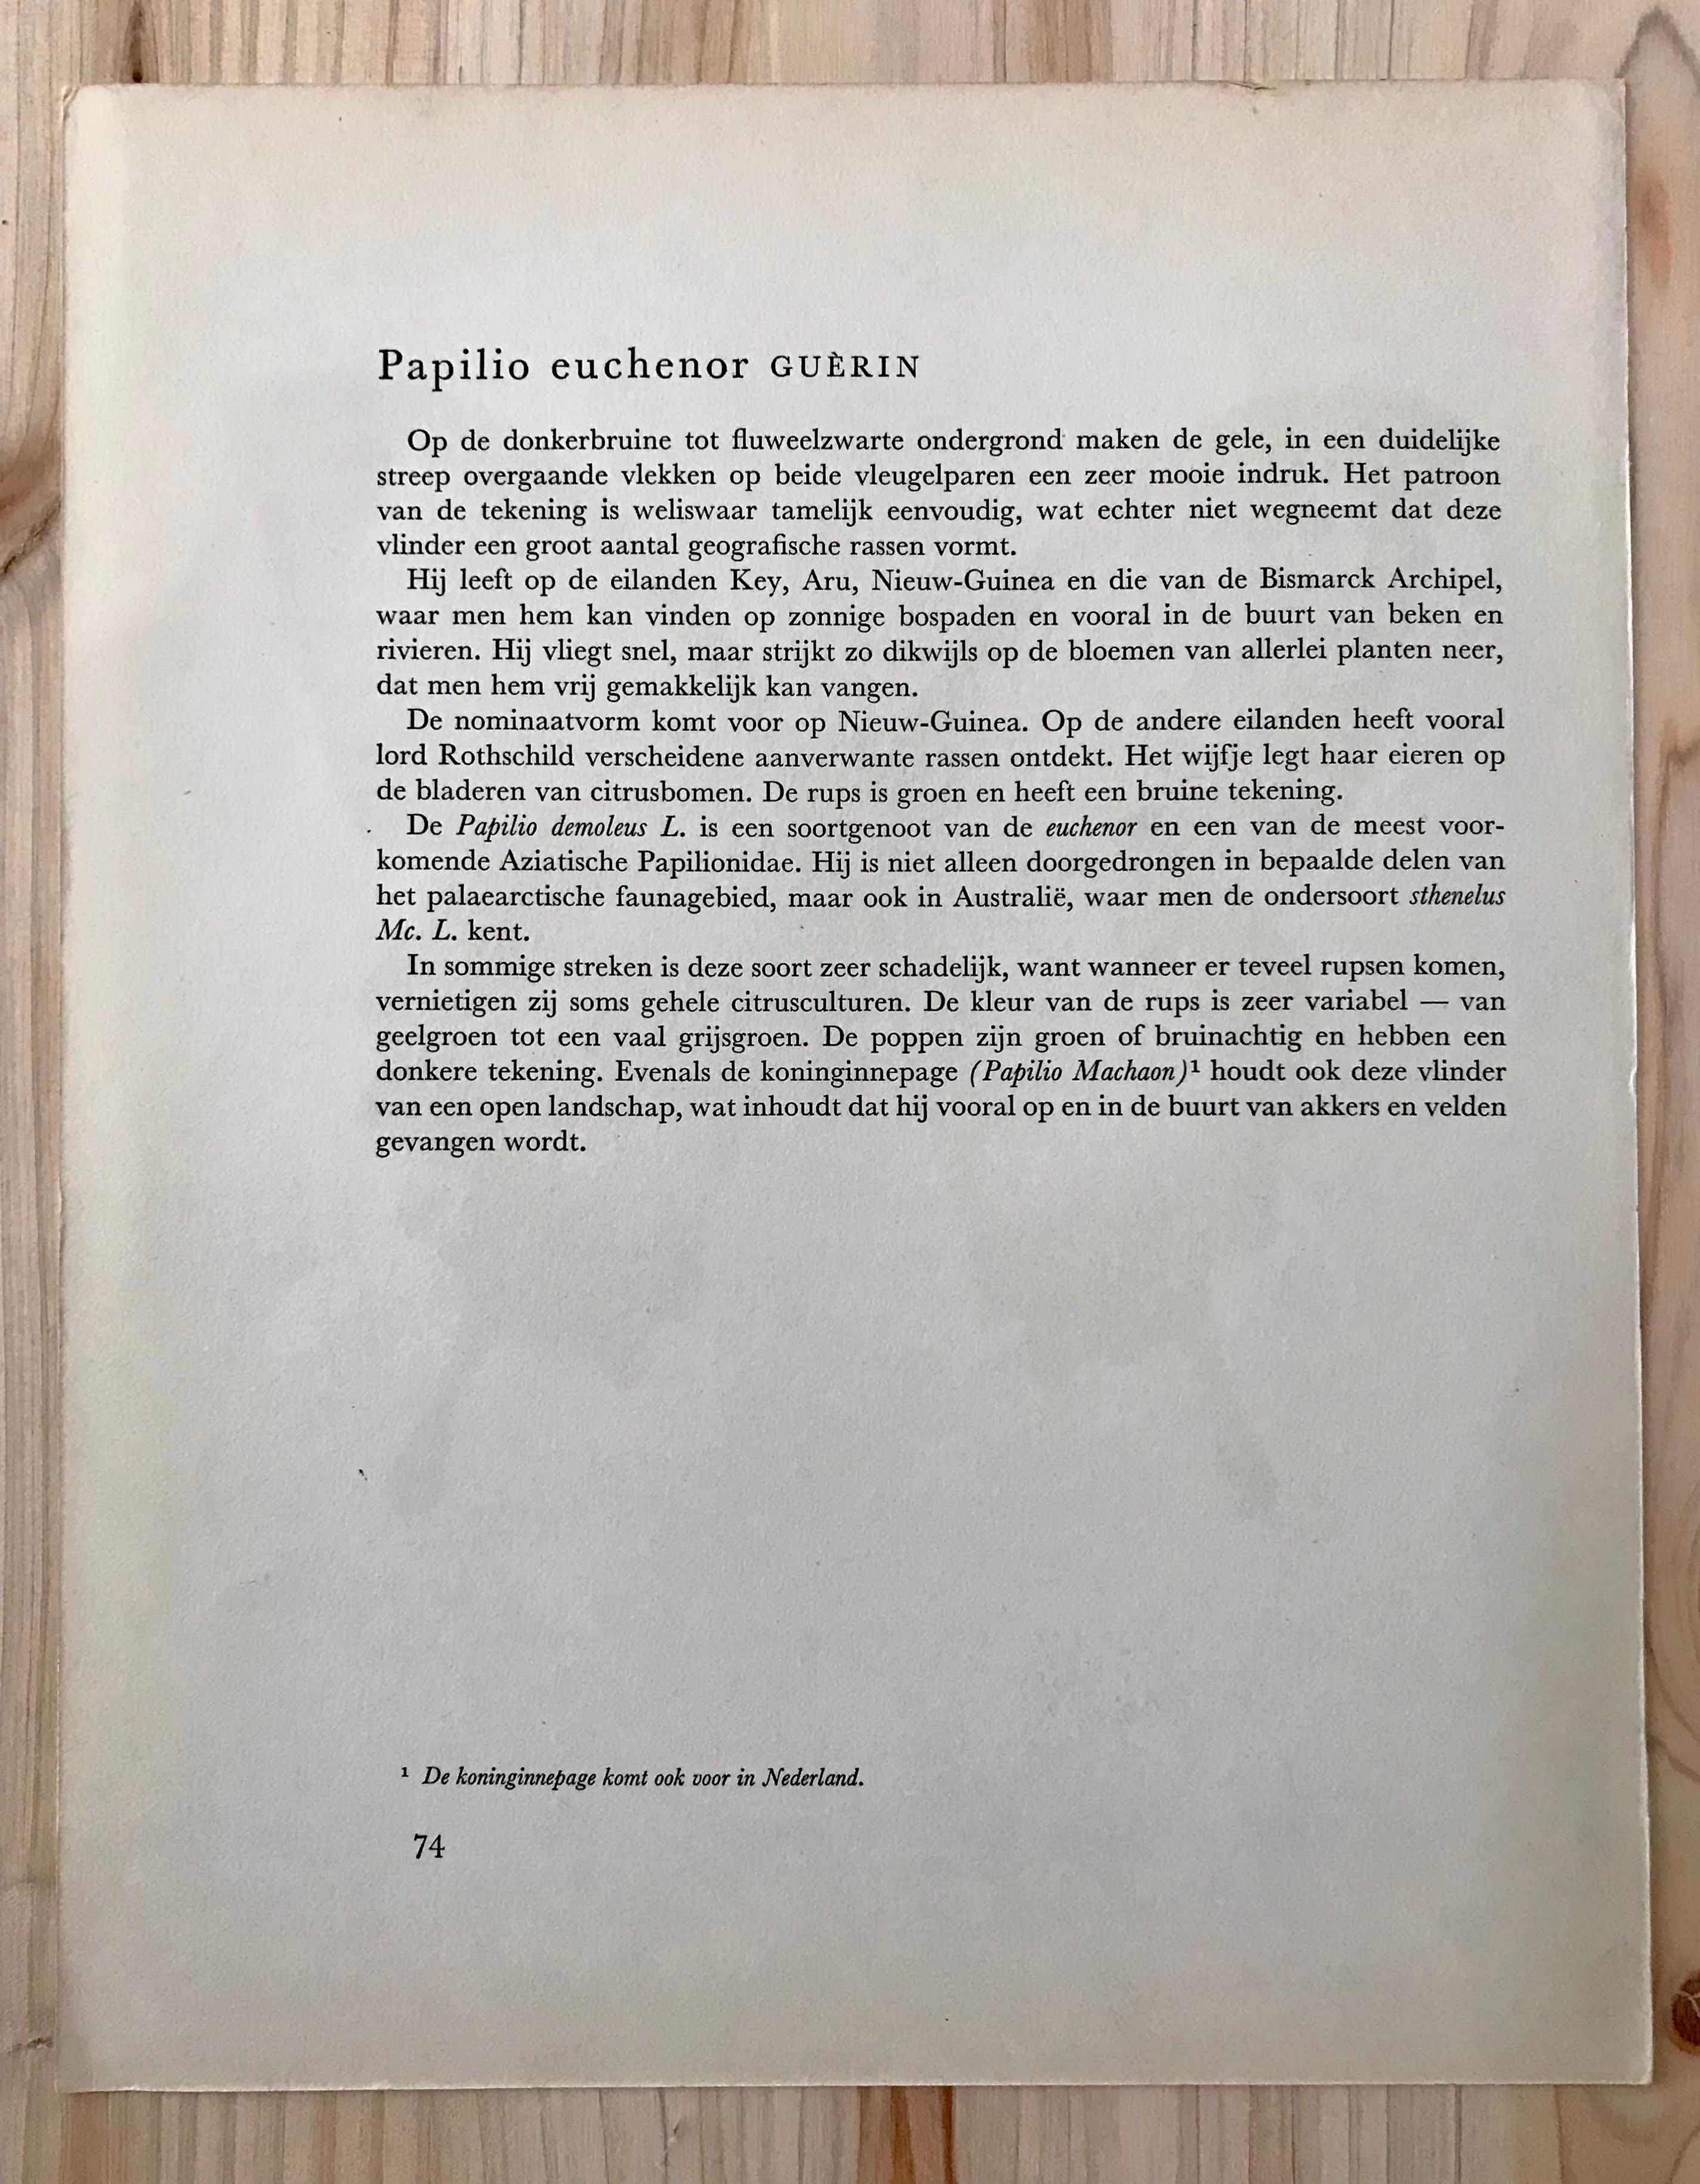 Papilio euchenor GUÈRIN
Op de donkerbruine tot fluweelzwarte ondergrond maken de gele, in een duidelijke
streep overgaande vlekken op beide vleugelparen een zeer mooie indruk. Het patroon
van de tekening is weliswaar tamelijk eenvoudig, wat echter niet wegneemt dat deze
vlinder een groot aantal geografische rassen vormt.
Hij leeft op de eilanden Key, Aru, Nieuw-Guinea en die van de Bismarck Archipel,
waar men hem kan vinden op zonnige bospaden en vooral in de buurt van beken en
rivieren. Hij vliegt snel, maar strijkt zo dikwijls op de bloemen van allerlei planten neer,
dat men hem vrij gemakkelijk kan vangen.
De nominaatvorm komt voor op Nieuw-Guinea. Op de andere eilanden heeft vooral
lord Rothschild verscheidene aanverwante rassen ontdekt. Het wijfje legt haar eieren op
de bladeren van citrusbomen. De rups is groen en heeft een bruine tekening.
De Papilio demoleus L. is een soortgenoot van de euchenor en een van de meest voor-
komende Aziatische Papilionidae. Hij is niet alleen doorgedrongen in bepaalde delen van
het palaearctische faunagebied, maar ook in Australië, waar men de ondersoort sthenelus
Mc. L. kent.
In sommige streken is deze soort zeer schadelijk, want wanneer er teveel rupsen komen,
vernietigen zij soms gehele citrusculturen. De kleur van de rups is zeer variabel — van
geelgroen tot een vaal grijsgroen. De poppen zijn groen of bruinachtig en hebben een
donkere tekening. Evenals de koninginnepage (Papilio Machaon)¹ houdt ook deze vlinder
van een open landschap, wat inhoudt dat hij vooral op en in de buurt van akkers en velden
gevangen wordt.
¹ De koninginnepage komt ook voor in Nederland.
74